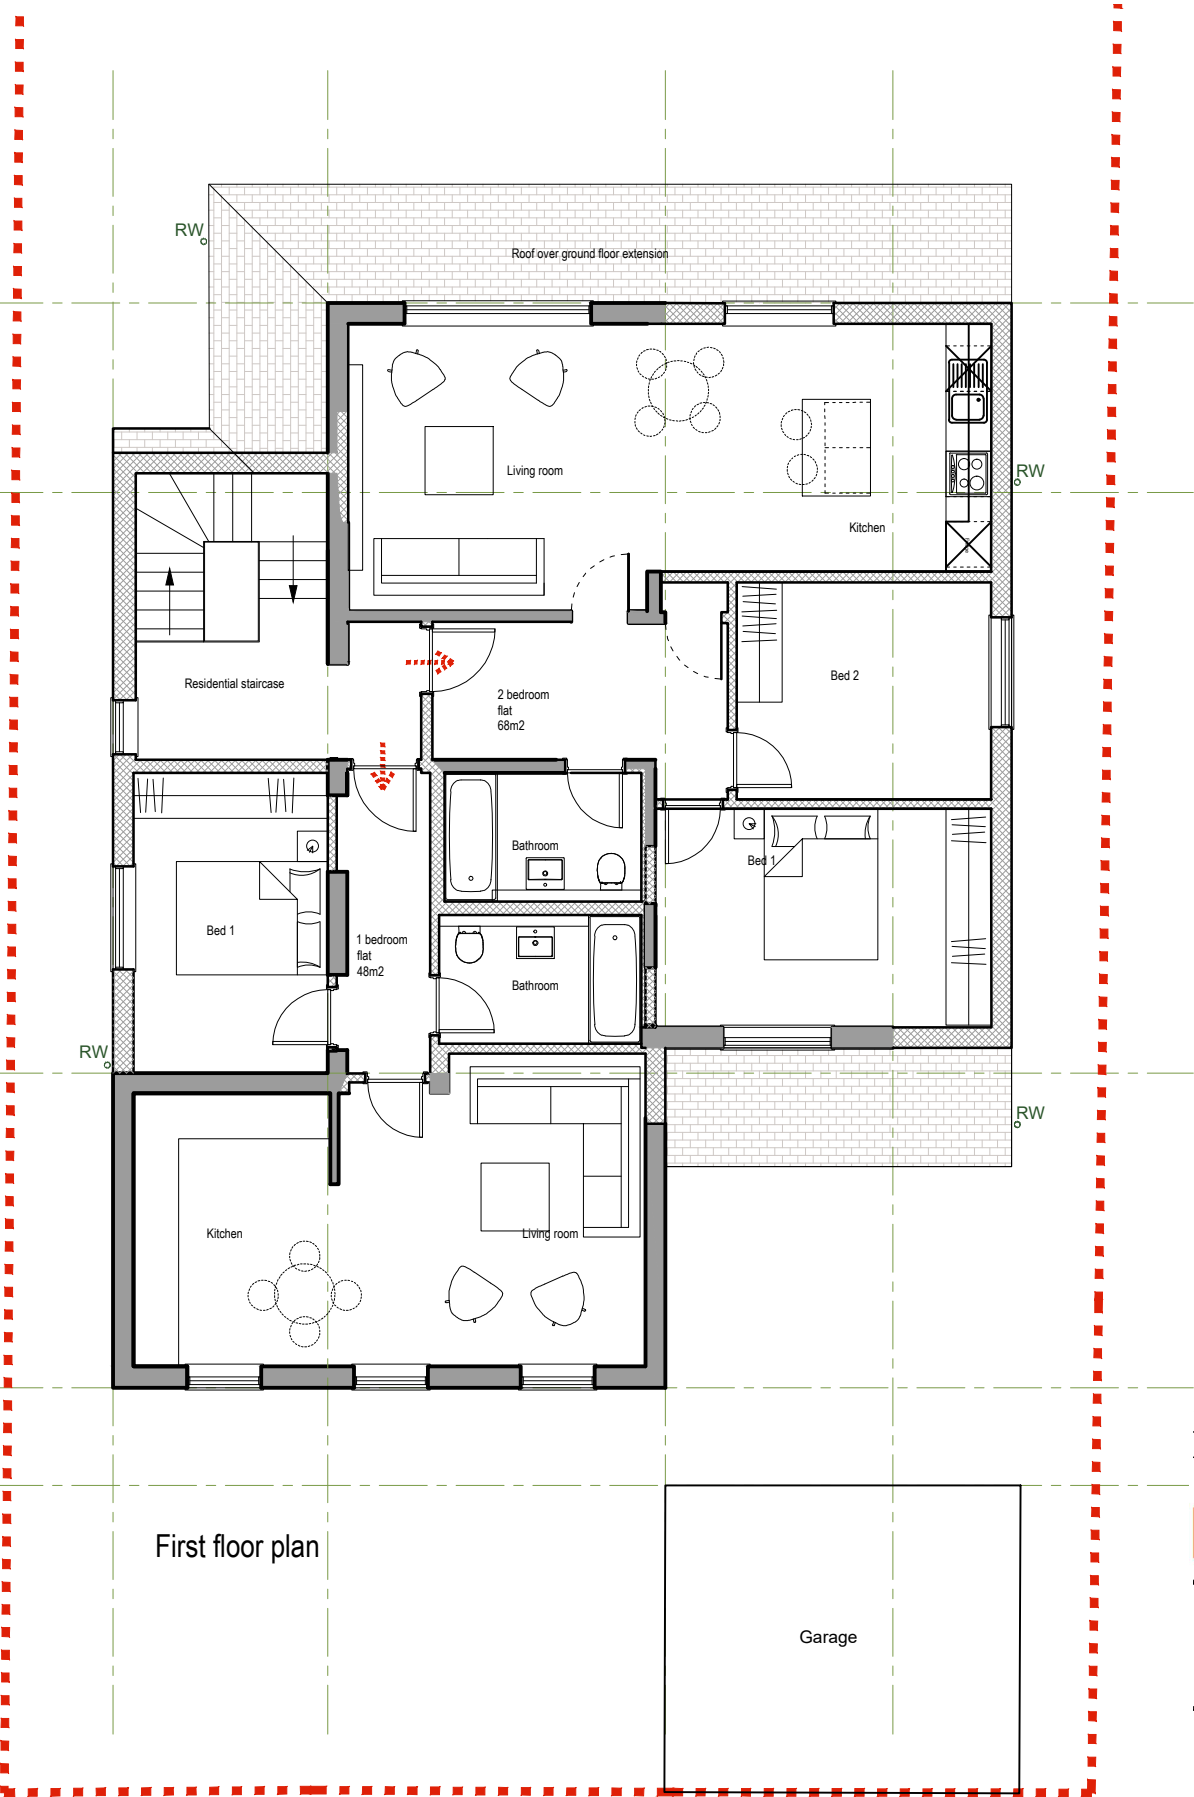 RW
Roof over ground floor extension
Living room
RW
Kitchen
Residential staircase
2 bedroom
flat
68m2
Bed 2
Bathroom
Bed 1
Bed 1
1 bedroom
flat
48m2
Bathroom
RW
RW
Kitchen
Living room
First floor plan
Garage